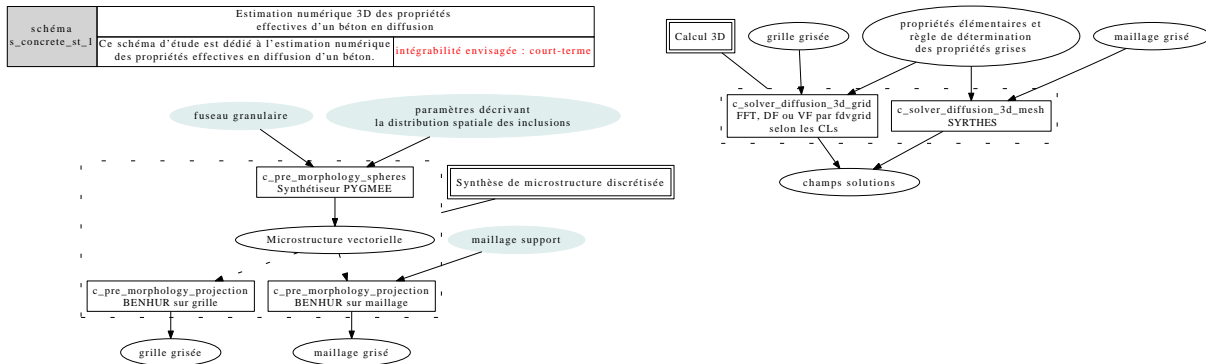 schéma
s_concrete_st_1
Estimation numérique 3D des propriétés
effectives d'un béton en diffusion
Ce schéma d'étude est dédié à l'estimation numérique
des propriétés effectives en diffusion d'un béton.
intégrabilité envisagée : court-terme
fuseau granulaire
paramètres décrivant
la distribution spatiale des inclusions
c_pre_morphology_spheres
Synthétiseur PYGMEE
Synthèse de microstructure discrétisée
Microstructure vectorielle
maillage support
c_pre_morphology_projection
BENHUR sur grille
c_pre_morphology_projection
BENHUR sur maillage
grille grisée
maillage grisé
Calcul 3D
grille grisée
propriétés élémentaires et
règle de détermination
des propriétés grises
maillage grisé
c_solver_diffusion_3d_grid
FFT, DF ou VF par fdvgrid
selon les CLs
c_solver_diffusion_3d_mesh
SYRTHES
champs solutions